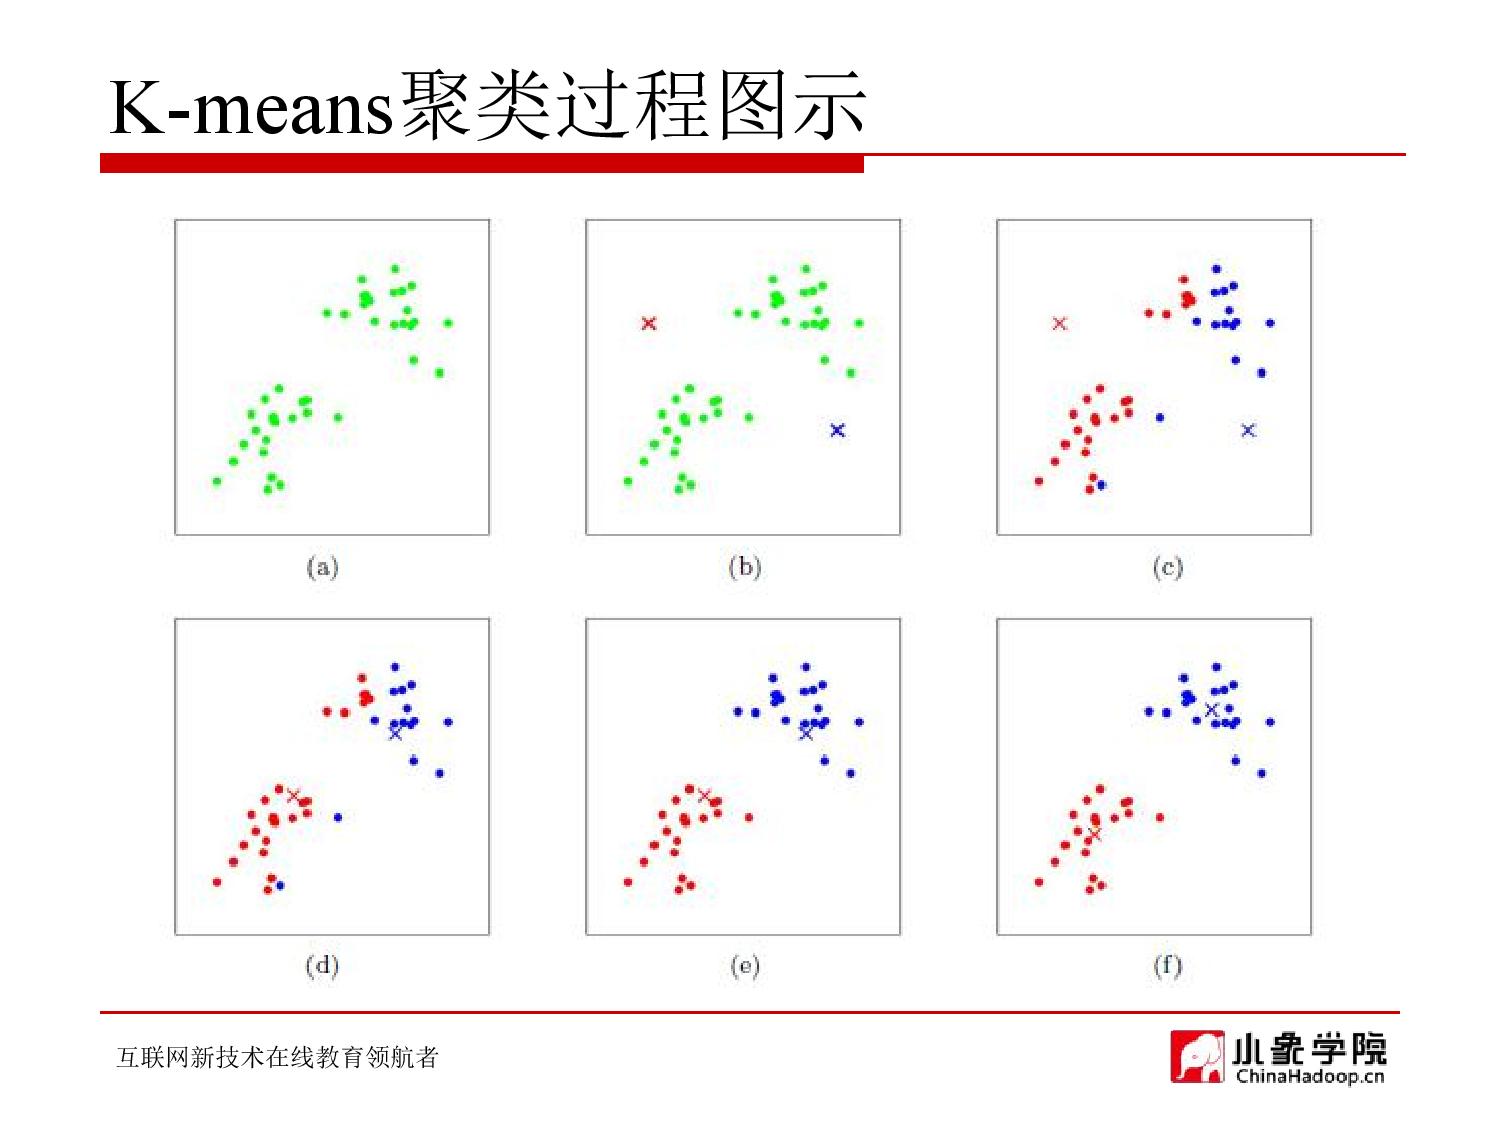 K-means聚类过程图示
(a)
(b)
(c)
(d)
(e)
(f)
互联网新技术在线教育领航者
小象学院
ChinaHadoop.cn